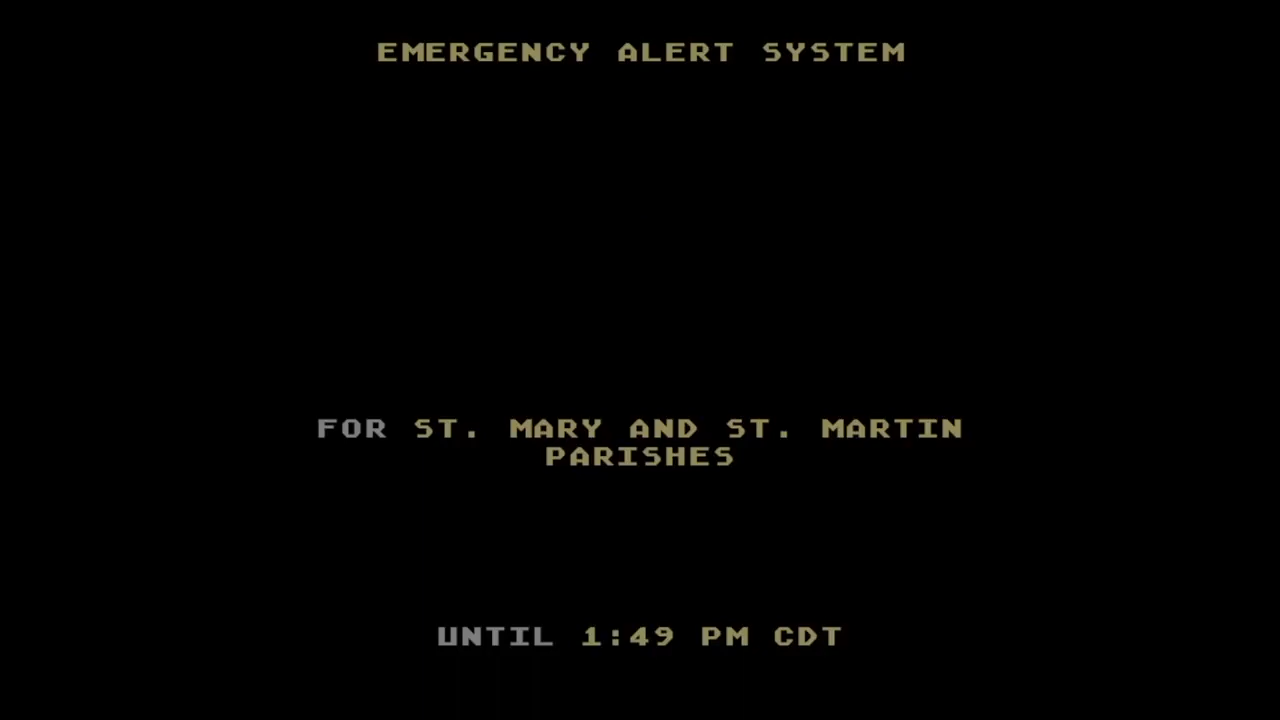 EMERGENCY ALERT SYSTEM
FOR ST. MARY AND ST. MARTIN
PARISHES
UNTIL 1:49 PM CDT